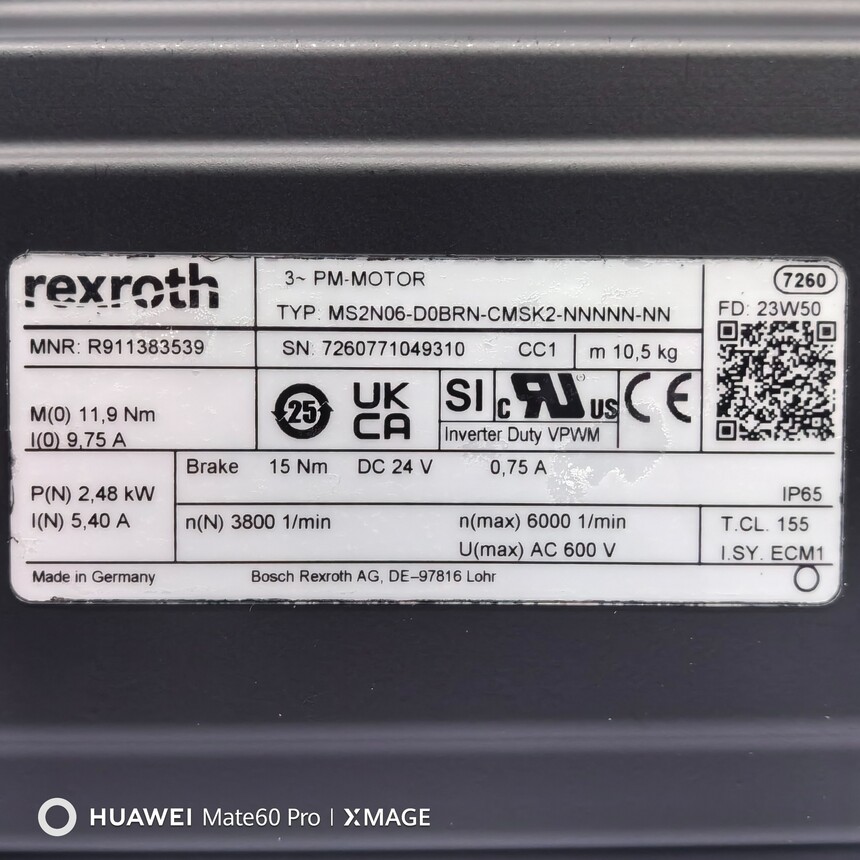 rexroth
3~ PM-MOTOR
7260
TYP: MS2N06-D0BRN-CMSK2-NNNNN-NN
FD: 23W50
MNR: R911383539
SN: 7260771049310
CC1
m 10,5 kg
M(0) 11,9 Nm
I(0) 9,75 A
25
UK
CA
SI
c RU US
CE
Inverter Duty VPWM
Brake 15 Nm DC 24 V 0,75 A
IP65
P(N) 2,48 kW
I(N) 5,40 A
n(N) 3800 1/min
n(max) 6000 1/min
U(max) AC 600 V
T.CL. 155
I.SY. ECM1
Made in Germany
Bosch Rexroth AG, DE–97816 Lohr
HUAWEI Mate60 Pro | XMAGE